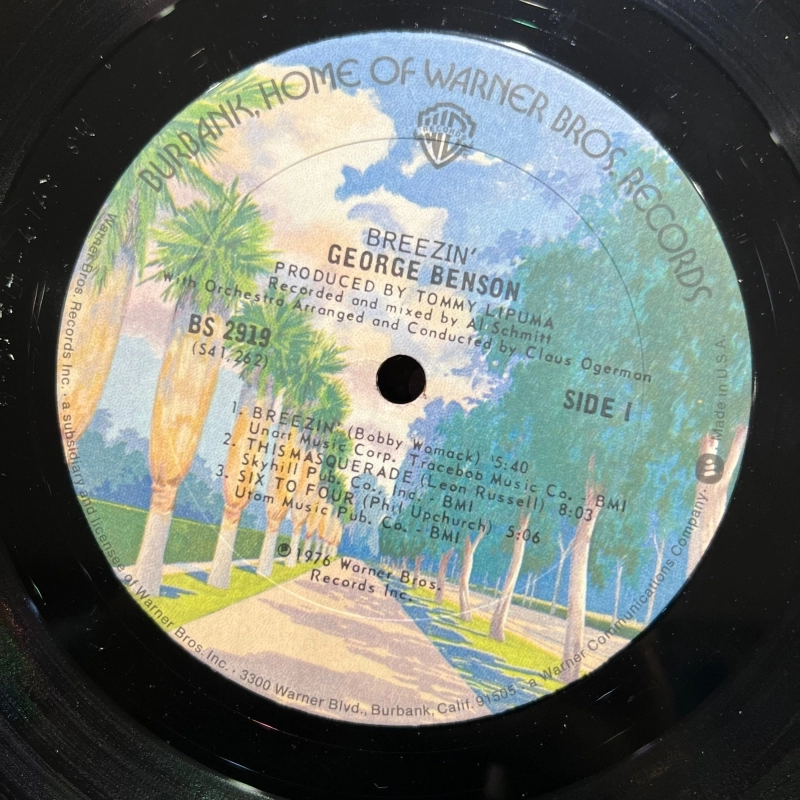 BURBANK, HOME OF WARNER BROS. RECORDS
RECORDS
BREEZIN'
GEORGE BENSON
PRODUCED BY TOMMY LIPUMA
Recorded and mixed by Al Schmitt
with Orchestra Arranged and Conducted by Claus Ogerman
BS 2919
(S41,262)
SIDE 1
1. BREEZIN' (Bobby Womack) 5:40
Unart Music Corp. Tracebob Music Co. - BMI
2. THIS MASQUERADE (Leon Russell) 8:03
Skyhill Pub. Co., Inc. - BMI
3. SIX TO FOUR (Phil Upchurch) 5:06
Utom Music Pub. Co. - BMI
℗ 1976 Warner Bros.
Records Inc.
Warner Bros. Records Inc. · a subsidiary and licensee of Warner Bros. Inc. · 3300 Warner Blvd., Burbank, Calif. 91505 · a Warner Communications Company · Made in U.S.A.